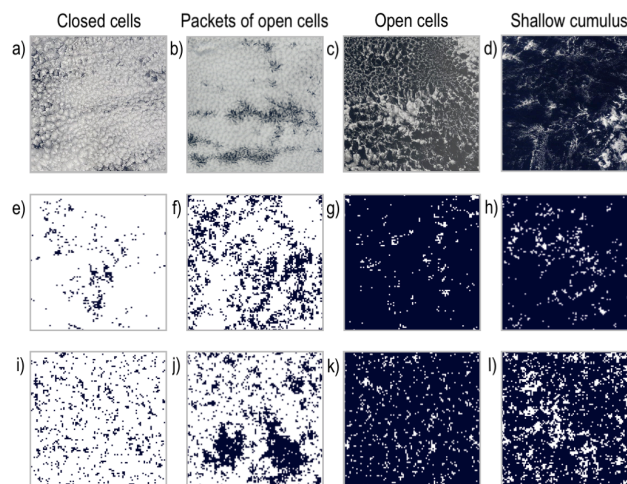 Closed cells Packets of open cells Open cells Shallow cumulus
a) b) c) d)
e) f) g) h)
i) j) k) l)